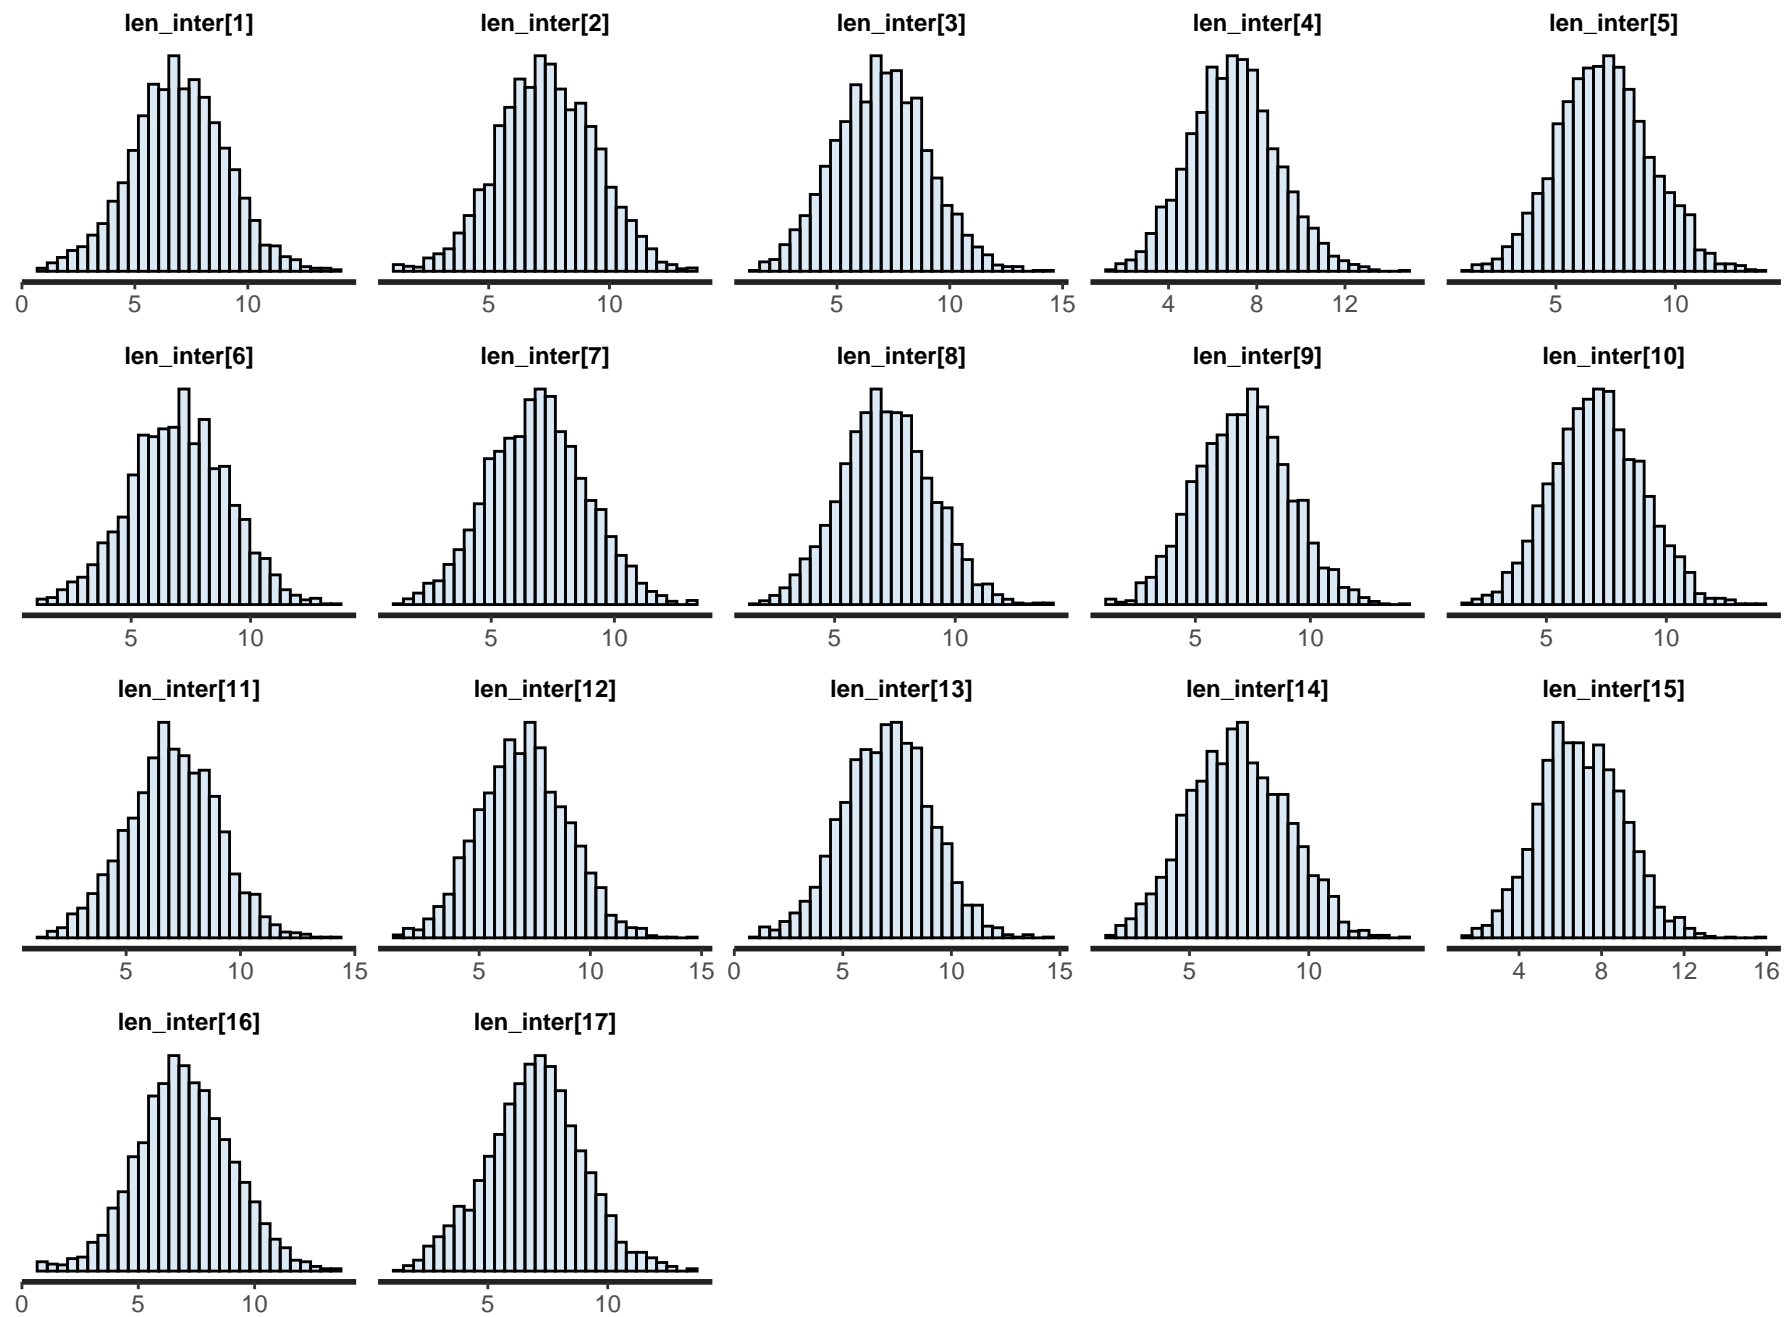 len_inter[1] len_inter[2] len_inter[3] len_inter[4] len_inter[5]
0 5 10 5 10 5 10 15 4 8 12 5 10
len_inter[6] len_inter[7] len_inter[8] len_inter[9] len_inter[10]
5 10 5 10 5 10 5 10 5 10
len_inter[11] len_inter[12] len_inter[13] len_inter[14] len_inter[15]
5 10 15 5 10 15 0 5 10 15 5 10 4 8 12 16
len_inter[16] len_inter[17]
0 5 10 5 10